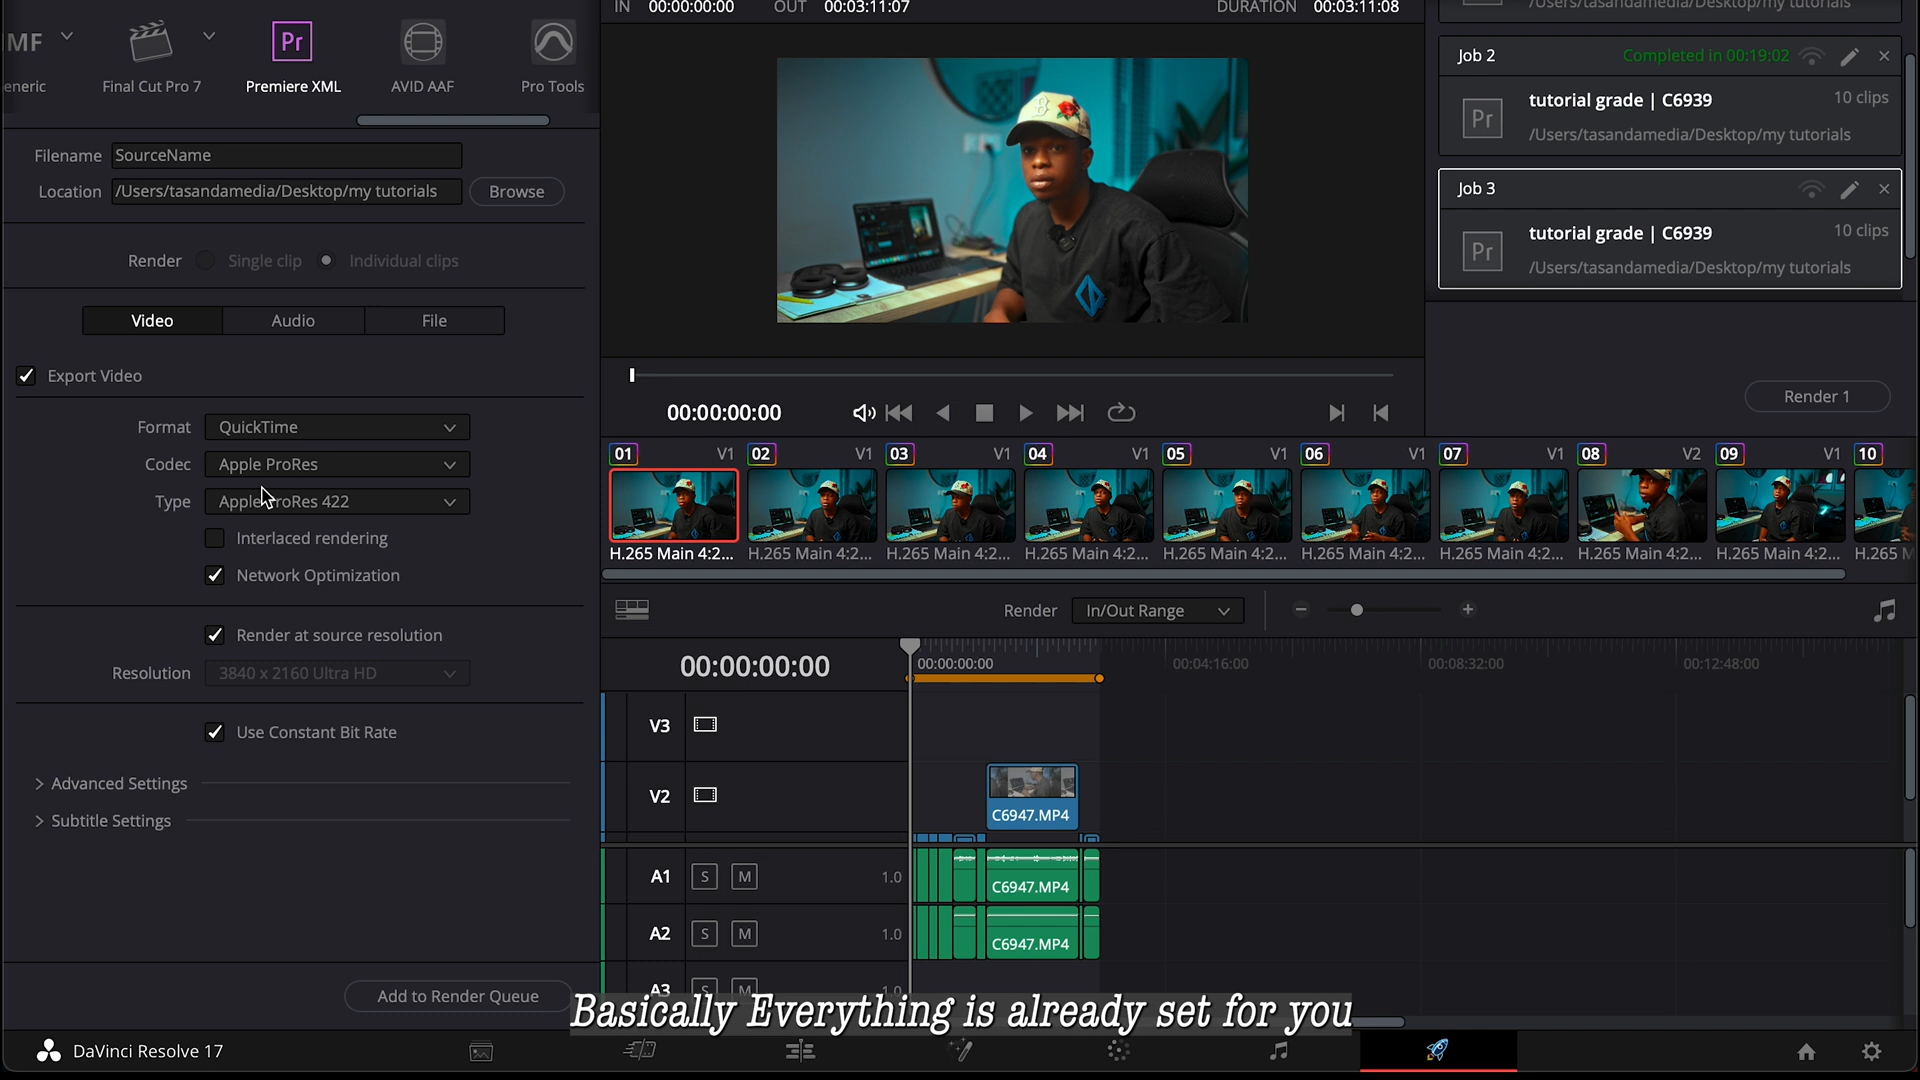 IN 00:00:00:00 OUT 00:03:11:07 DURATION 00:03:11:08
/Users/tasandamedia/Desktop/my tutorials
MF
Pr
eneric Final Cut Pro 7 Premiere XML AVID AAF Pro Tools
Filename SourceName
Location /Users/tasandamedia/Desktop/my tutorials Browse
Render Single clip Individual clips
Video Audio File
Export Video
Format QuickTime
Codec Apple ProRes
Type Apple ProRes 422
Interlaced rendering
Network Optimization
Render at source resolution
Resolution 3840 x 2160 Ultra HD
Use Constant Bit Rate
Advanced Settings
Subtitle Settings
Add to Render Queue
Job 2 Completed in 00:19:02
Pr tutorial grade | C6939 10 clips
/Users/tasandamedia/Desktop/my tutorials
Job 3
Pr tutorial grade | C6939 10 clips
/Users/tasandamedia/Desktop/my tutorials
Render 1
00:00:00:00
01 V1 02 V1 03 V1 04 V1 05 V1 06 V1 07 V1 08 V2 09 V1 10
H.265 Main 4:2... H.265 Main 4:2... H.265 Main 4:2... H.265 Main 4:2... H.265 Main 4:2... H.265 Main 4:2... H.265 Main 4:2... H.265 Main 4:2... H.265 Main 4:2... H.265 M
Render In/Out Range
00:00:00:00 00:00:00:00 00:04:16:00 00:08:32:00 00:12:48:00
V3
V2 C6947.MP4
A1 S M 1.0 C6947.MP4
A2 S M 1.0 C6947.MP4
A3 S M 1.0
Basically Everything is already set for you
DaVinci Resolve 17